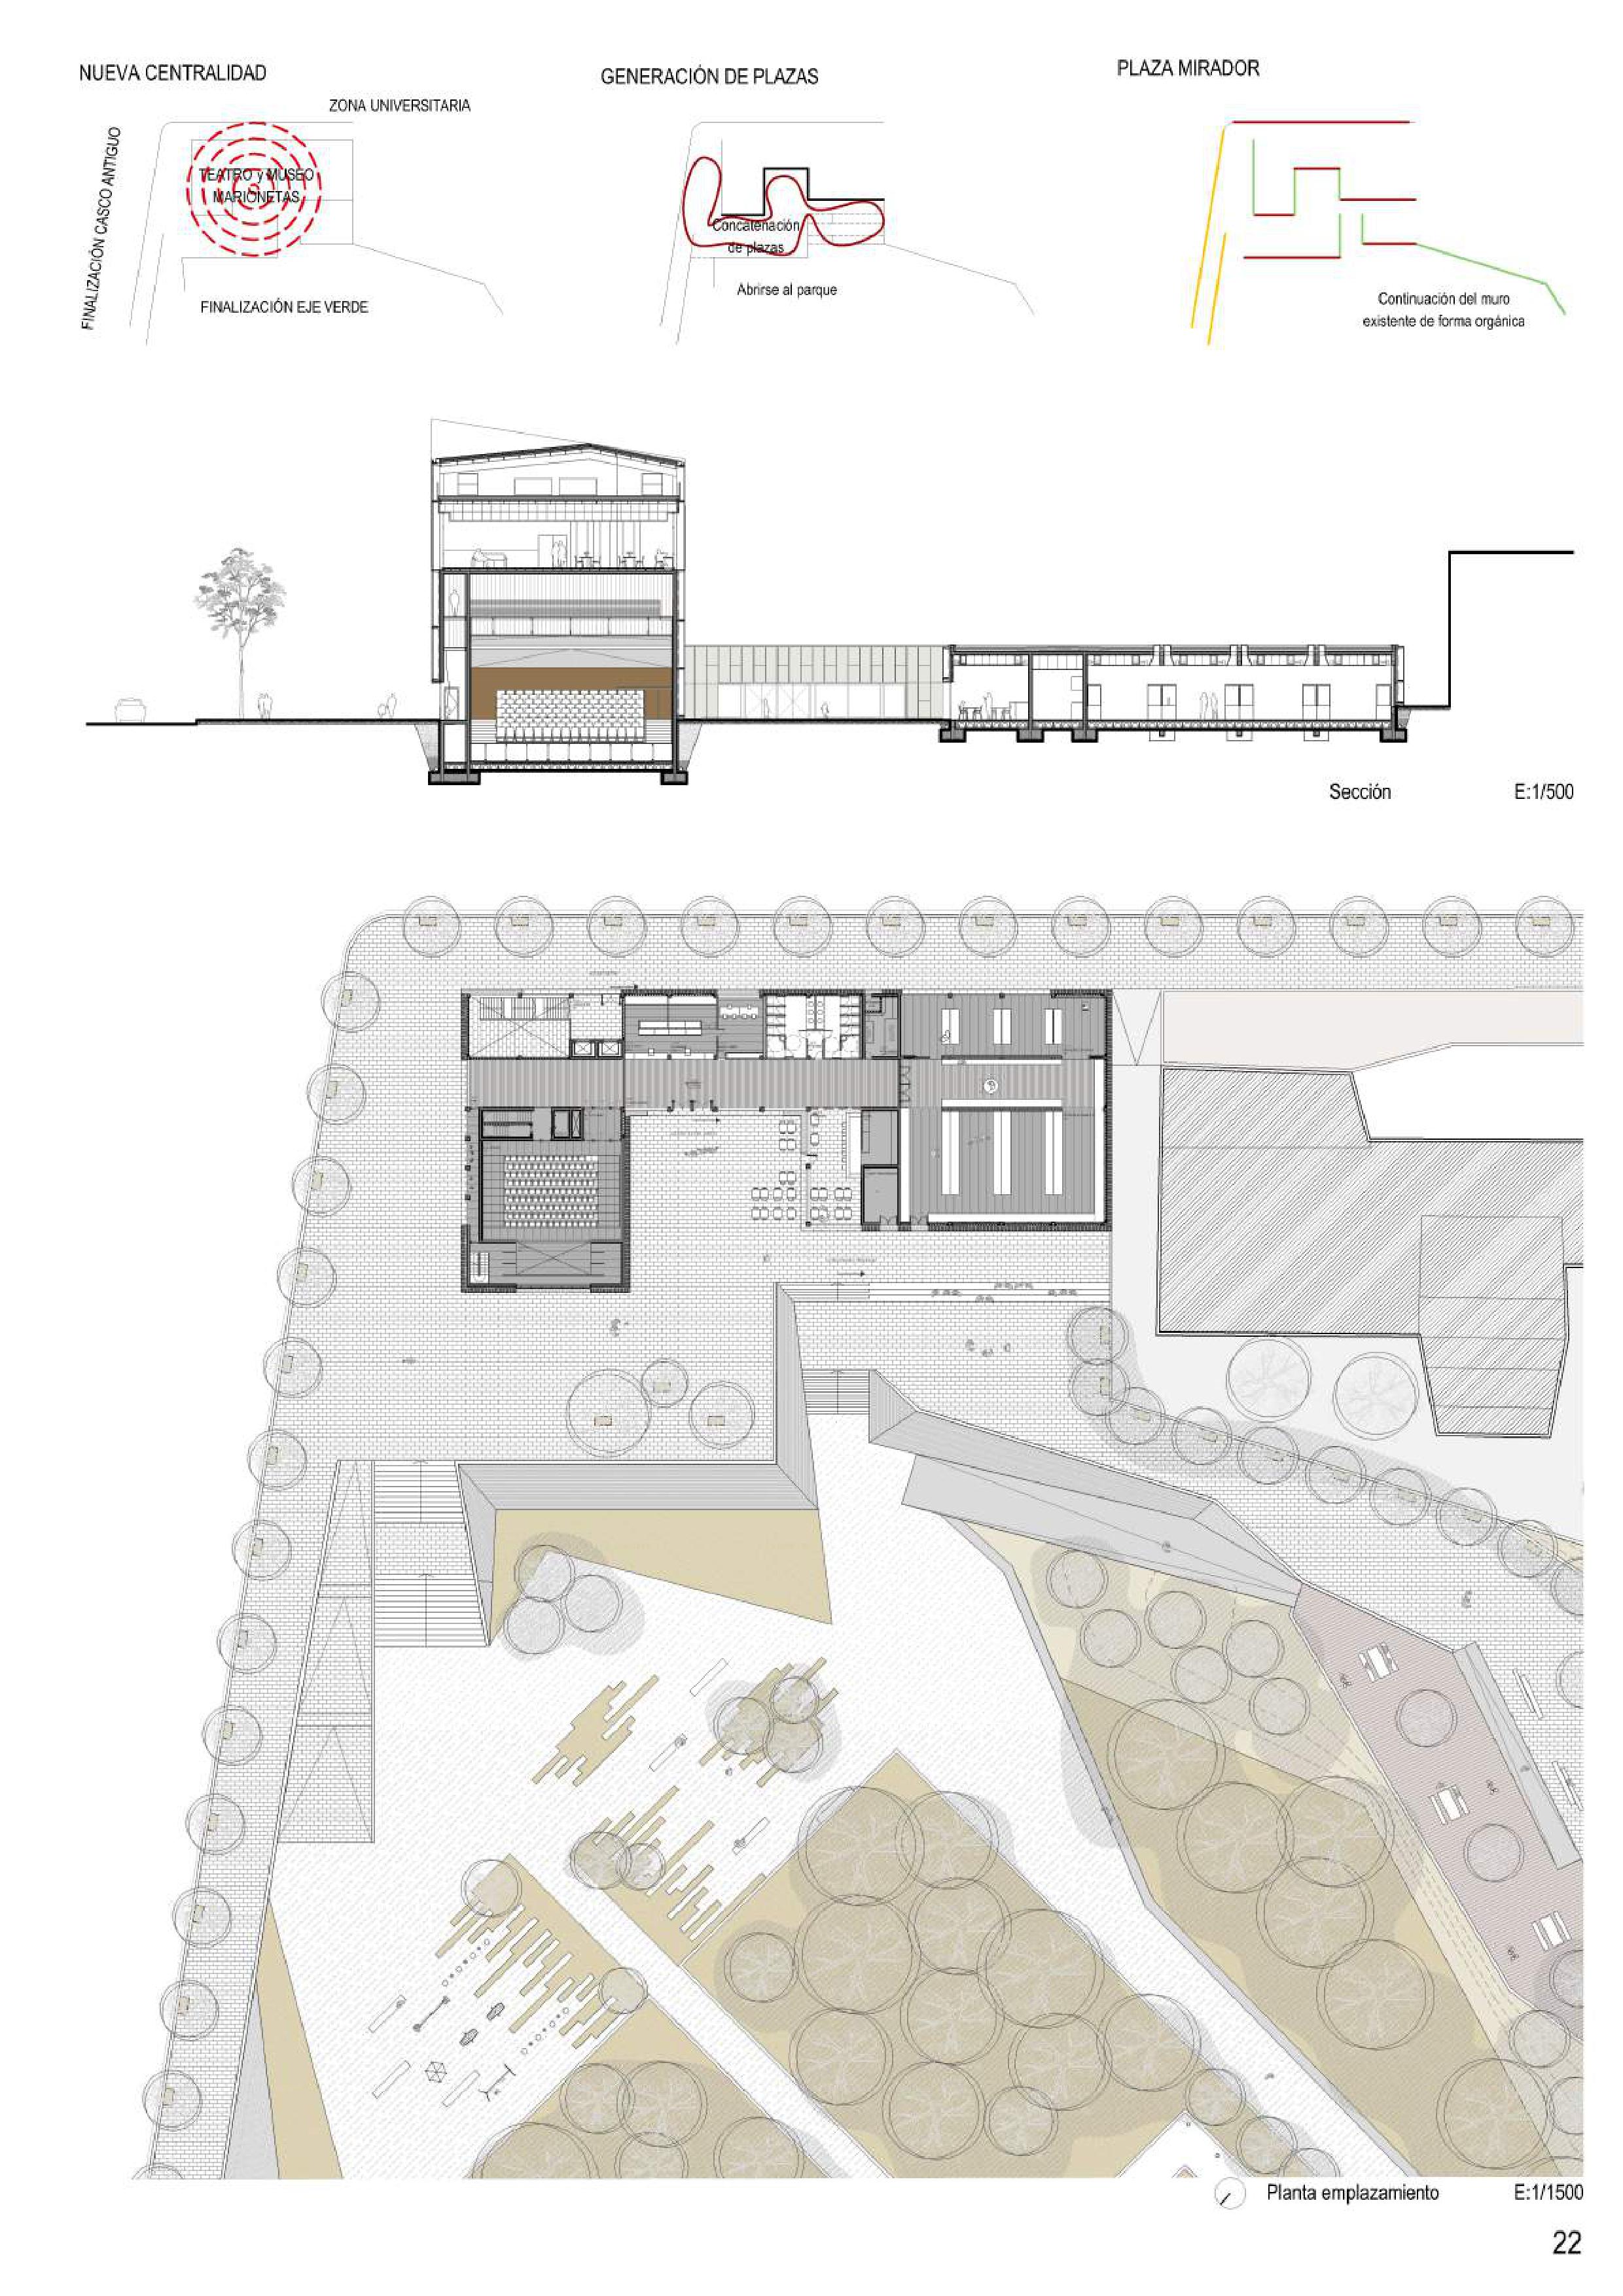 NUEVA CENTRALIDAD
ZONA UNIVERSITARIA
FINALIZACIÓN CASCO ANTIGUO
TEATRO y MUSEO
MARIONETAS
FINALIZACIÓN EJE VERDE
GENERACIÓN DE PLAZAS
Concatenación
de plazas
Abrirse al parque
PLAZA MIRADOR
Continuación del muro
existente de forma orgánica
Sección E:1/500
Planta emplazamiento E:1/1500
22